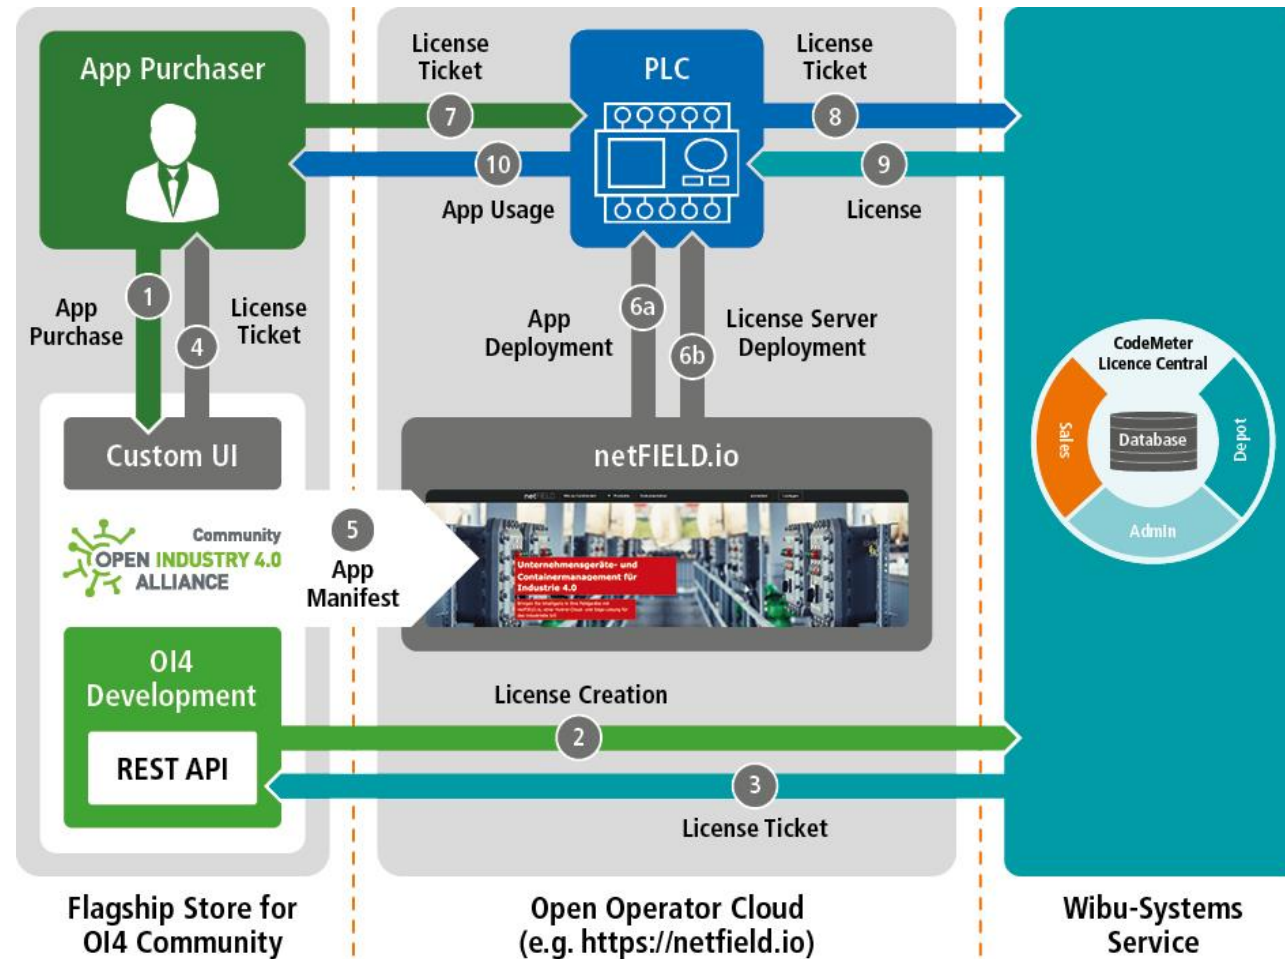 App Purchaser
License
Ticket
7
10
App Usage
PLC
License
Ticket
8
9
License
1
App
Purchase
4
License
Ticket
6a
App
Deployment
6b
License Server
Deployment
CodeMeter
Licence Central
Sales
Database
Depot
Admin
Custom UI
Community
OPEN INDUSTRY 4.0
ALLIANCE
5
App
Manifest
netFIELD.io
netFIELD
Unternehmensgeräte- und
Containermanagement für
Industrie 4.0
OI4
Development
REST API
License Creation
2
3
License Ticket
Flagship Store for
OI4 Community
Open Operator Cloud
(e.g. https://netfield.io)
Wibu-Systems
Service